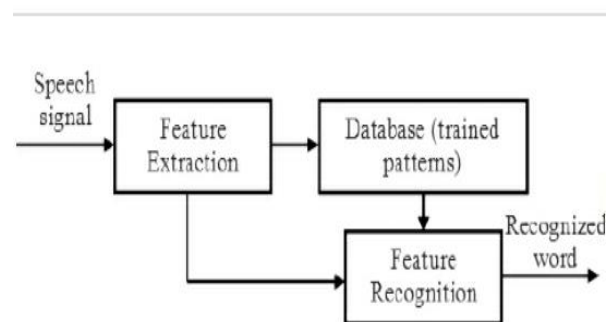 Speech
signal
Feature
Extraction
Database (trained
patterns)
Recognized
word
Feature
Recognition